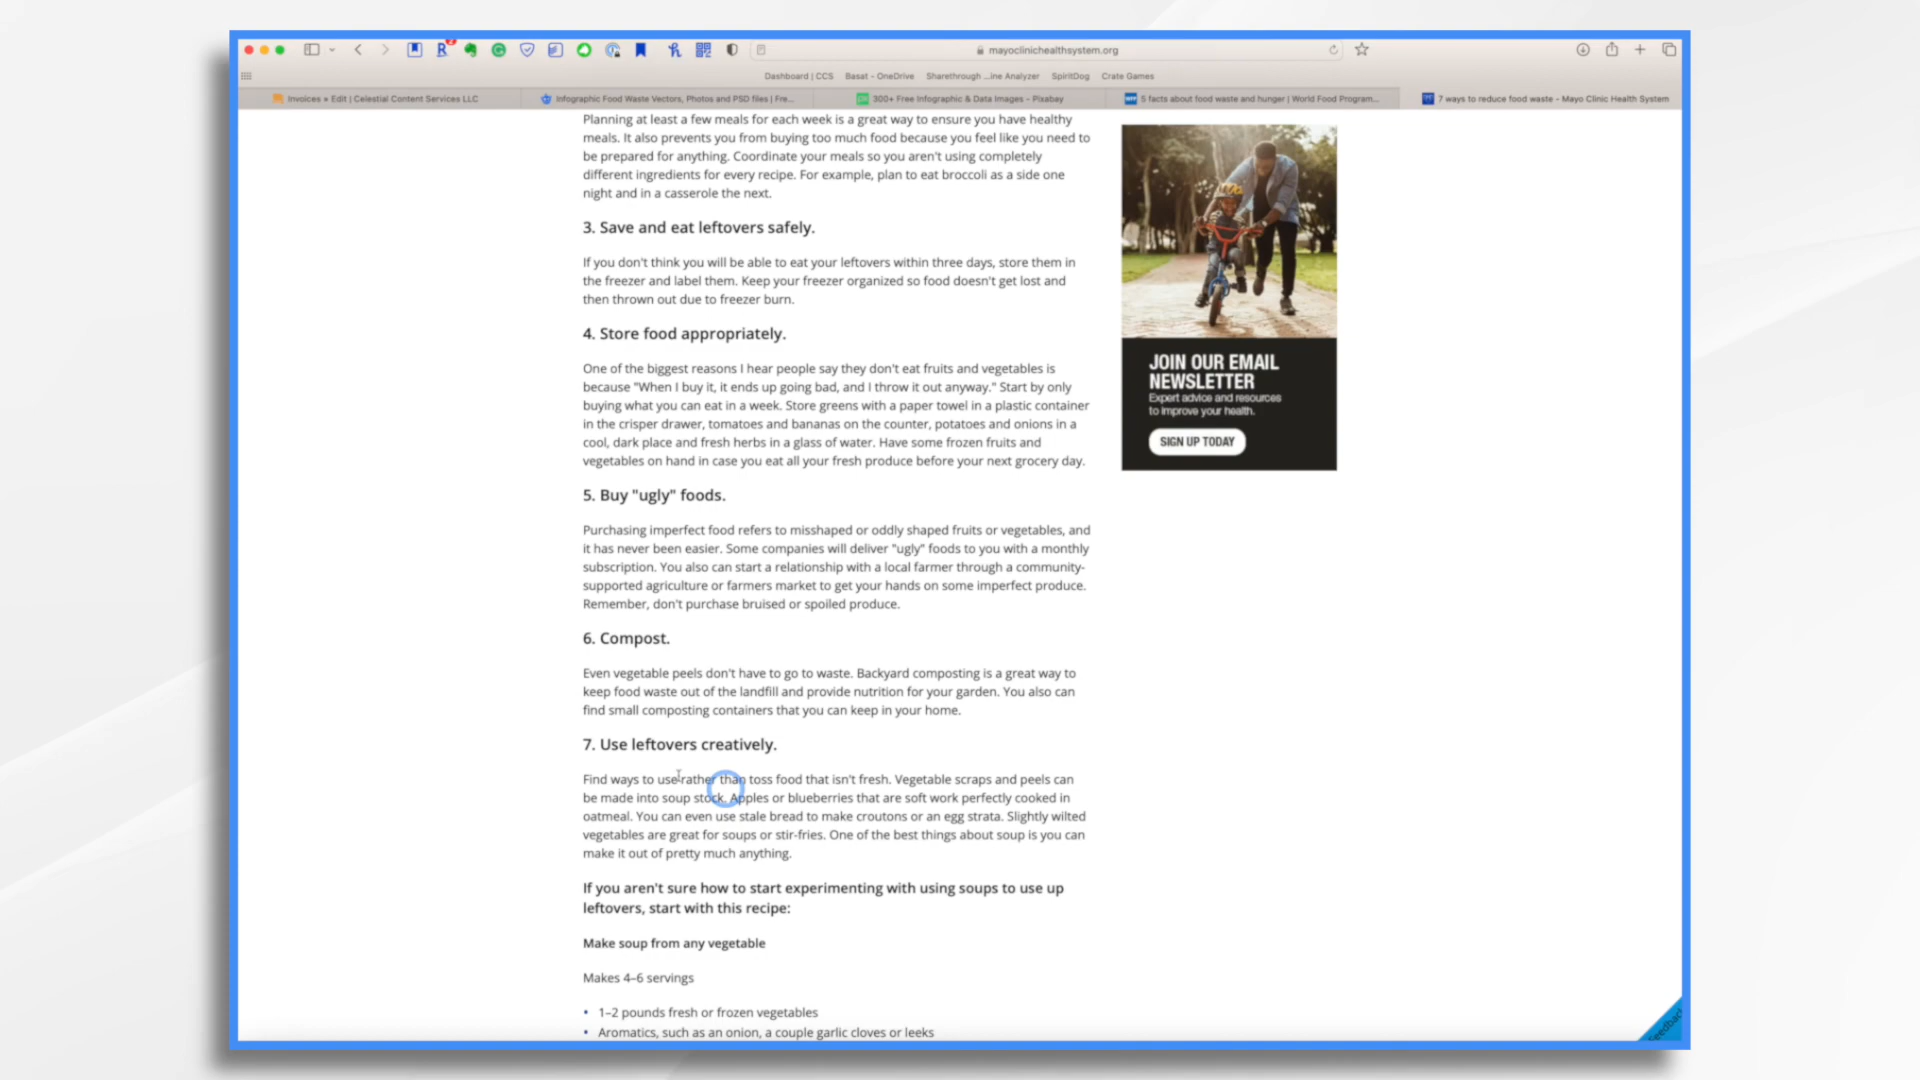 mayoclinichealthsystem.org
Dashboard | CCS Basat - OneDrive Sharethrough ...ine Analyzer SpiritDog Crate Games
Invoices » Edit | Celestial Content Services LLC
Infographic Food Waste Vectors, Photos and PSD files | Fre...
300+ Free Infographic & Data Images - Pixabay
5 facts about food waste and hunger | World Food Program...
7 ways to reduce food waste - Mayo Clinic Health System
Planning at least a few meals for each week is a great way to ensure you have healthy
meals. It also prevents you from buying too much food because you feel like you need to
be prepared for anything. Coordinate your meals so you aren't using completely
different ingredients for every recipe. For example, plan to eat broccoli as a side one
night and in a casserole the next.
3. Save and eat leftovers safely.
If you don't think you will be able to eat your leftovers within three days, store them in
the freezer and label them. Keep your freezer organized so food doesn't get lost and
then thrown out due to freezer burn.
4. Store food appropriately.
One of the biggest reasons I hear people say they don't eat fruits and vegetables is
because "When I buy it, it ends up going bad, and I throw it out anyway." Start by only
buying what you can eat in a week. Store greens with a paper towel in a plastic container
in the crisper drawer, tomatoes and bananas on the counter, potatoes and onions in a
cool, dark place and fresh herbs in a glass of water. Have some frozen fruits and
vegetables on hand in case you eat all your fresh produce before your next grocery day.
5. Buy "ugly" foods.
Purchasing imperfect food refers to misshaped or oddly shaped fruits or vegetables, and
it has never been easier. Some companies will deliver "ugly" foods to you with a monthly
subscription. You also can start a relationship with a local farmer through a community-
supported agriculture or farmers market to get your hands on some imperfect produce.
Remember, don't purchase bruised or spoiled produce.
6. Compost.
Even vegetable peels don't have to go to waste. Backyard composting is a great way to
keep food waste out of the landfill and provide nutrition for your garden. You also can
find small composting containers that you can keep in your home.
7. Use leftovers creatively.
Find ways to use rather than toss food that isn't fresh. Vegetable scraps and peels can
be made into soup stock. Apples or blueberries that are soft work perfectly cooked in
oatmeal. You can even use stale bread to make croutons or an egg strata. Slightly wilted
vegetables are great for soups or stir-fries. One of the best things about soup is you can
make it out of pretty much anything.
If you aren't sure how to start experimenting with using soups to use up
leftovers, start with this recipe:
Make soup from any vegetable
Makes 4–6 servings
• 1–2 pounds fresh or frozen vegetables
• Aromatics, such as an onion, a couple garlic cloves or leeks
JOIN OUR EMAIL
NEWSLETTER
Expert advice and resources
to improve your health.
SIGN UP TODAY
Feedback